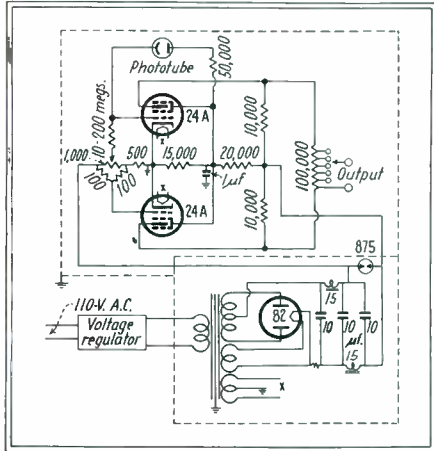 Phototube
50,000
10-200 megs.
24A
x
10,000
1,000
500
15,000
20,000
100,000
100
100
1µf.
Output
x
24A
10,000
875
110-V. A.C.
Voltage
regulator
82
15
10
10
10
µf.
15
x